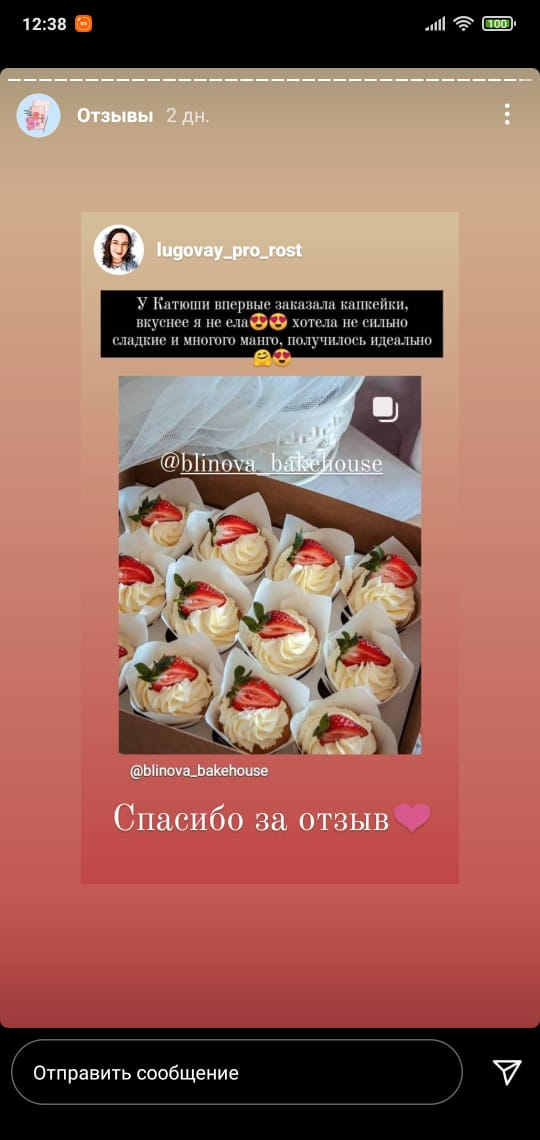 12:38
100
Отзывы 2 дн.
lugovay_pro_rost
У Катюши впервые заказала капкейки,
вкуснее я не ела😍😍 хотела не сильно
сладкие и многого манго, получилось идеально
🤗😍
@blinova_bakehouse
@blinova_bakehouse
Спасибо за отзыв
Отправить сообщение